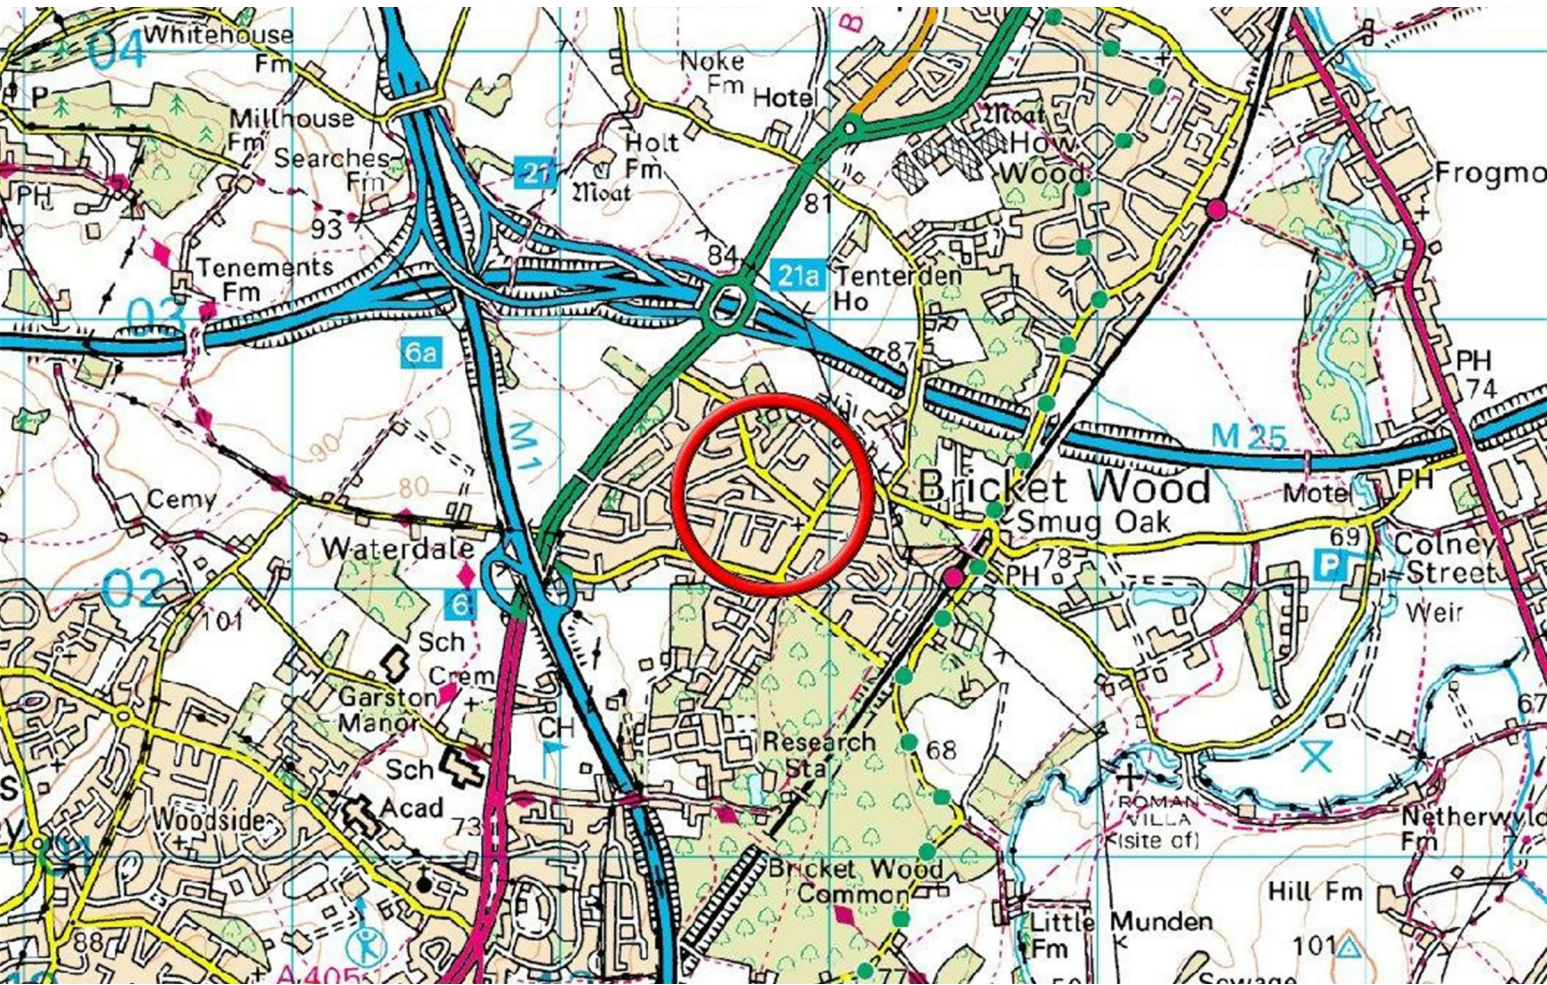 Whitehouse
Fm
04
P
Millhouse
Fm
Searches
Fm
PH
93
Noke
Fm
Hotel
Holt
Fm
Moat
21
Moat
How
Wood
Frogmo
81
84
Tenements
Fm
03
21a
Tenterden
Ho
6a
87
PH
74
M 1
M 25
90
80
Cemy
Bricket Wood
Smug Oak
Motel
PH
Waterdale
69
Colney
Street
P
78
PH
02
6
101
Weir
Sch
Crem
Garston
Manor
CH
67
Research
Sta
68
Sch
Acad
Woodside
73
ROMAN
VILLA
(site of)
Netherwyld
Fm
Bricket Wood
Common
Hill Fm
Little Munden
Fm
88
101
A 405
77
Sewage